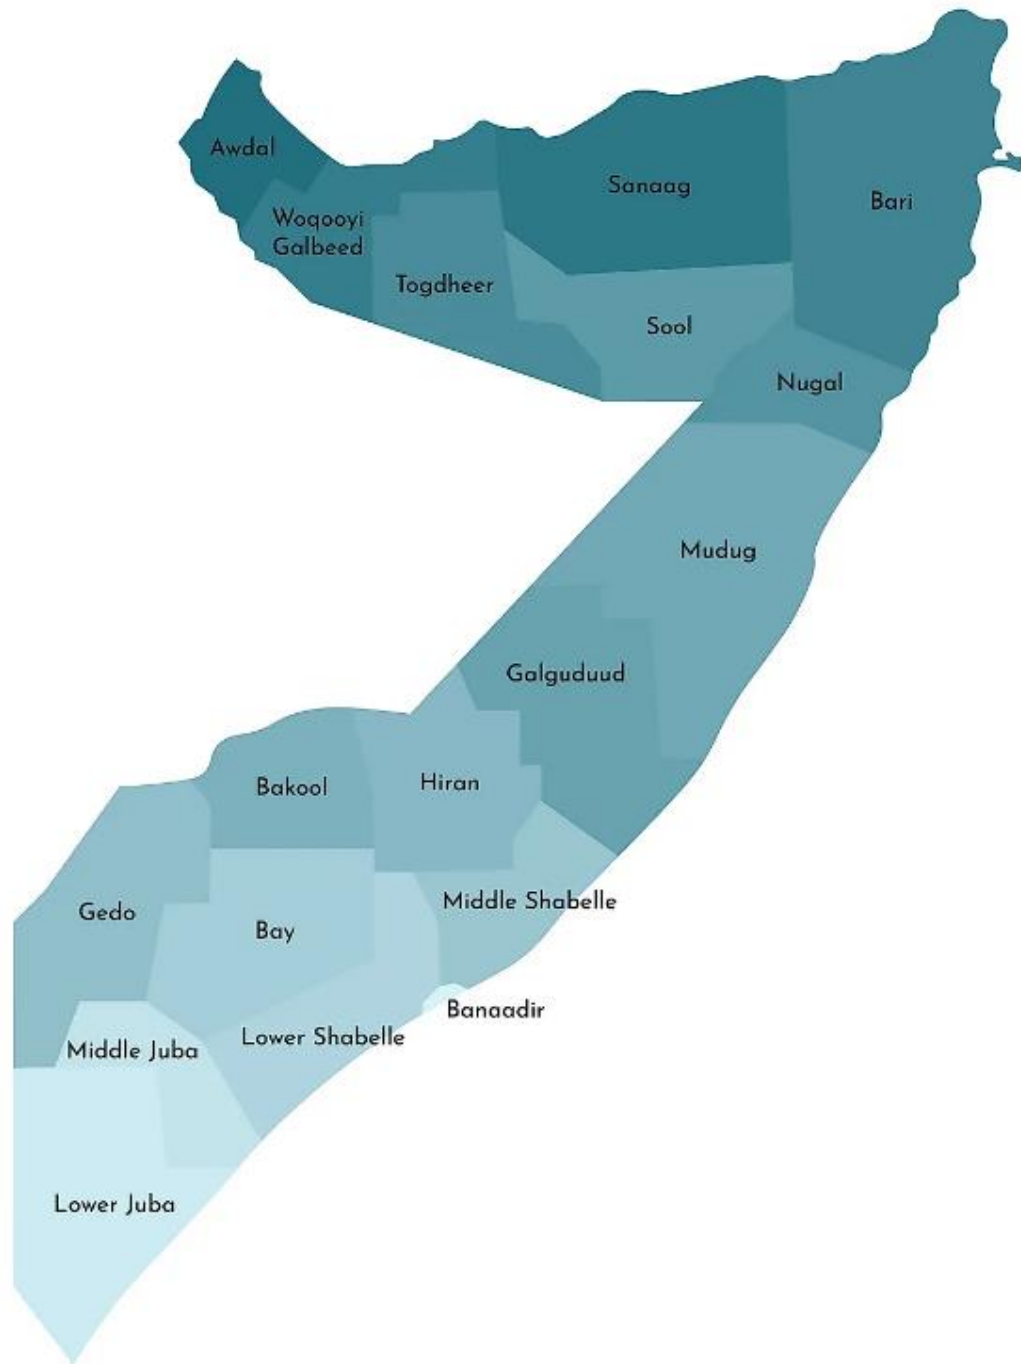 Awdal
Sanaag
Bari
Woqooyi
Galbeed
Togdheer
Sool
Nugal
Mudug
Galguduud
Hiran
Bakool
Middle Shabelle
Gedo
Bay
Banaadir
Lower Shabelle
Middle Juba
Lower Juba